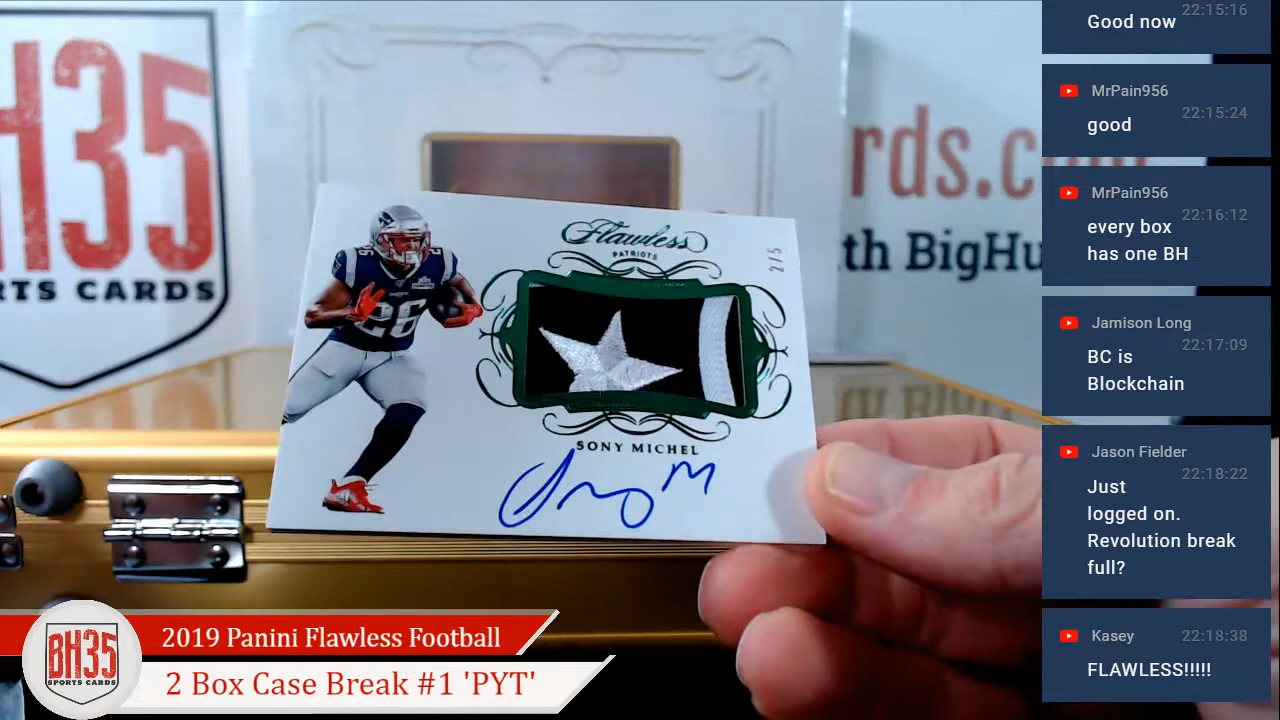 BH35
RTS CARDS
rds.c
th BigHu
Flawless
PATRIOTS
2/5
26
26
SONY MICHEL
Sony M
BH35
SPORTS CARDS
2019 Panini Flawless Football
2 Box Case Break #1 'PYT'
22:15:16
Good now
MrPain956
22:15:24
good
MrPain956
22:16:12
every box
has one BH
Jamison Long
22:17:09
BC is
Blockchain
Jason Fielder
22:18:22
Just
logged on.
Revolution break
full?
Kasey
22:18:38
FLAWLESS!!!!!